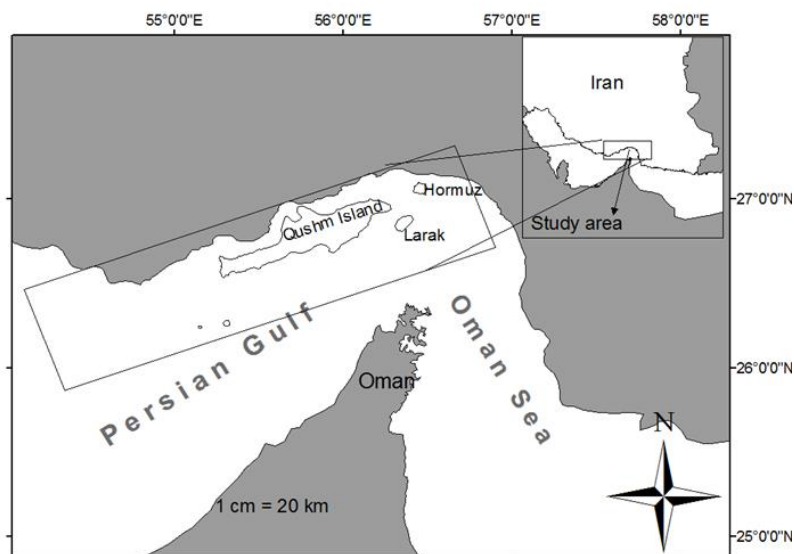 55°0'0"E 56°0'0"E 57°0'0"E 58°0'0"E
Iran
Study area
Hormuz
Qushm Island
Larak
27°0'0"N
Persian Gulf
Oman Sea
Oman
26°0'0"N
N
1 cm = 20 km
25°0'0"N